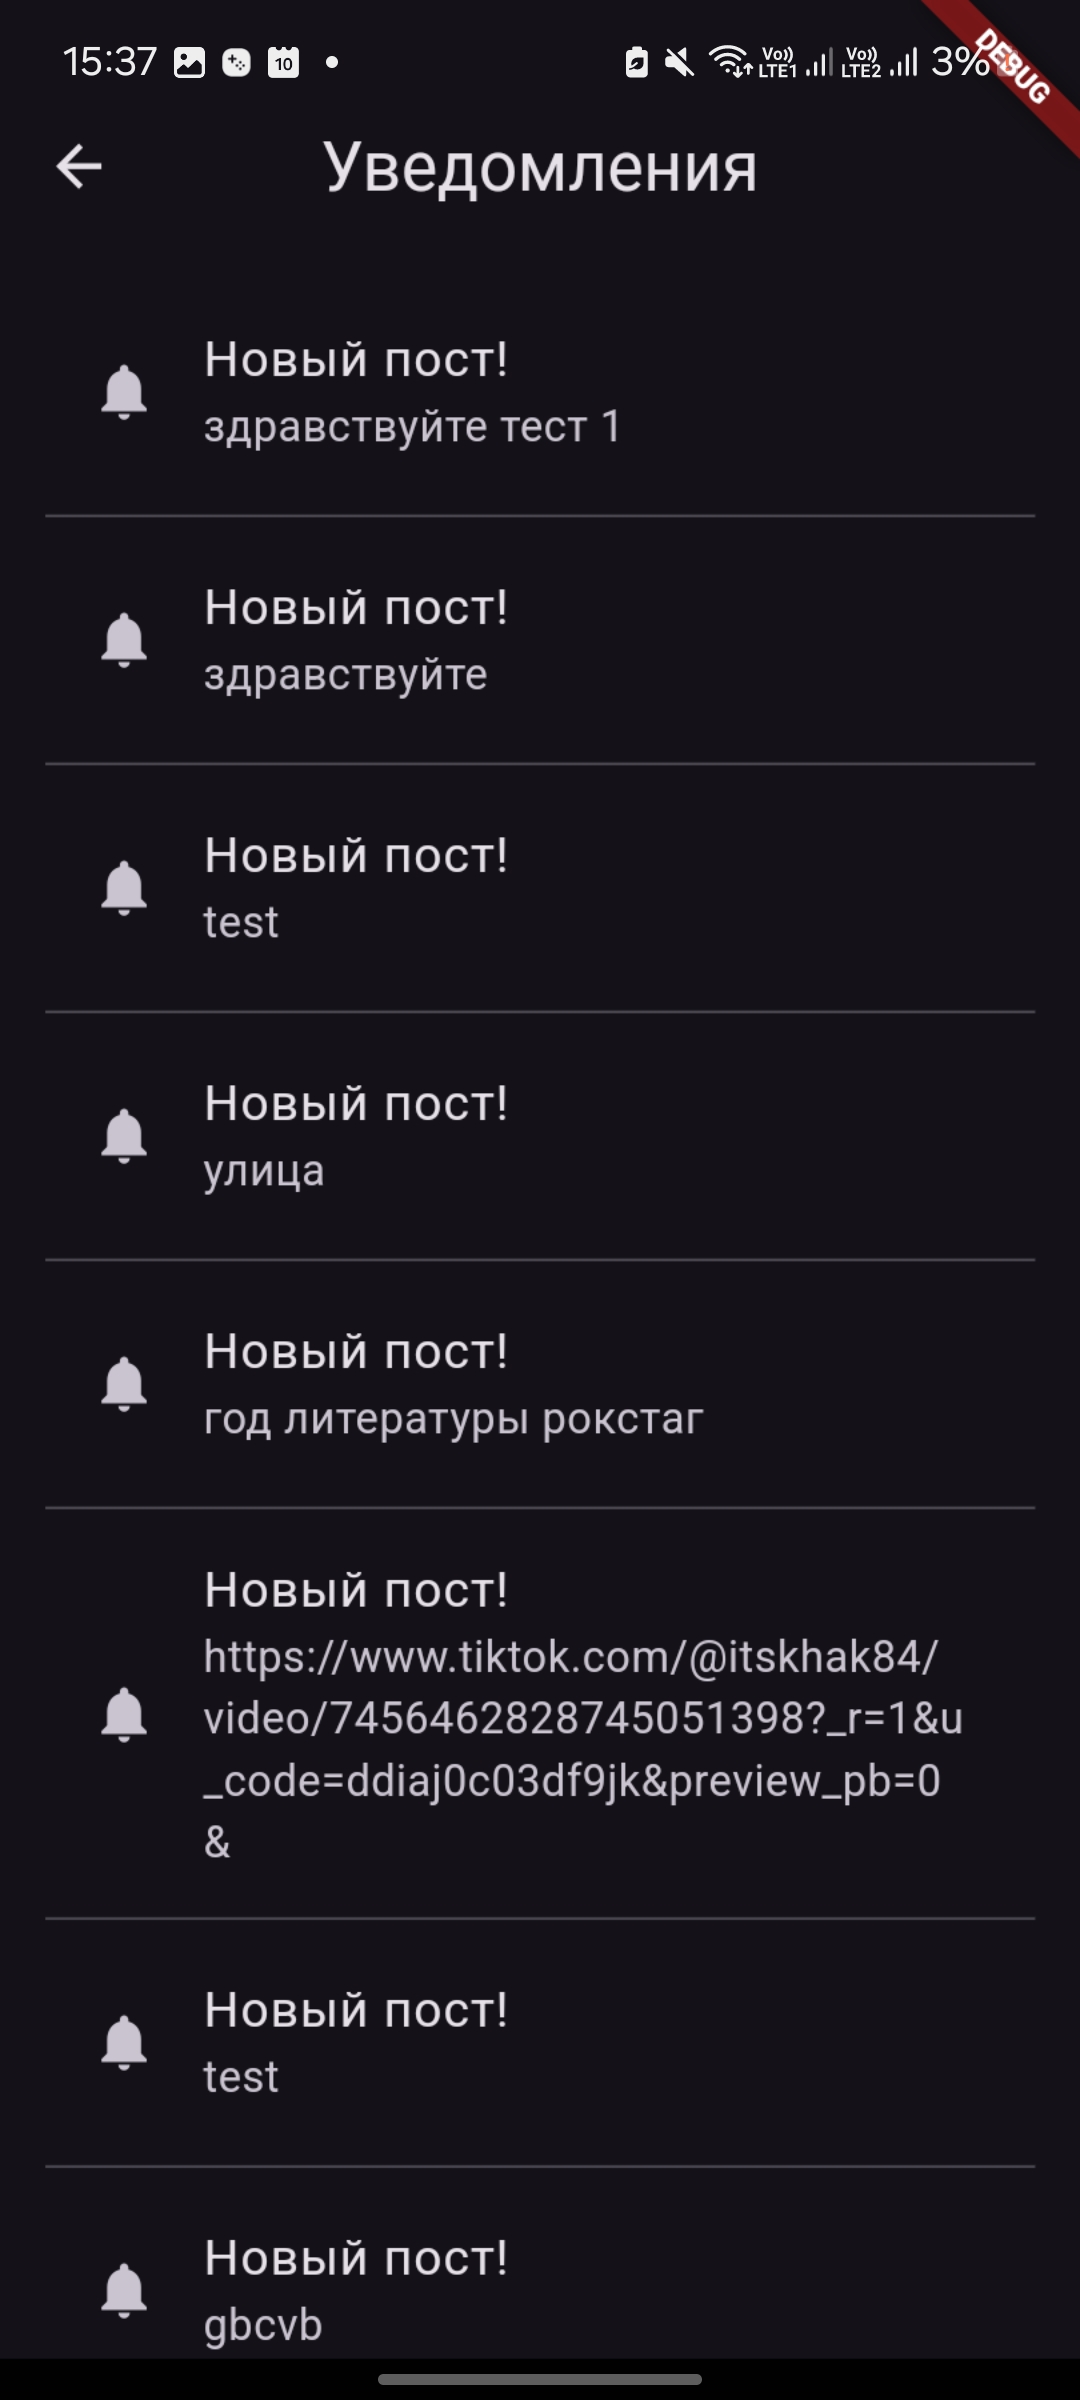 15:37
10
Vo)) LTE1
Vo)) LTE2
3%
DEBUG
Уведомления
Новый пост!
здравствуйте тест 1
Новый пост!
здравствуйте
Новый пост!
test
Новый пост!
улица
Новый пост!
год литературы рокстаг
Новый пост!
https://www.tiktok.com/@itskhak84/
video/7456462828745051398?_r=1&u
_code=ddiaj0c03df9jk&preview_pb=0
&
Новый пост!
test
Новый пост!
gbcvb